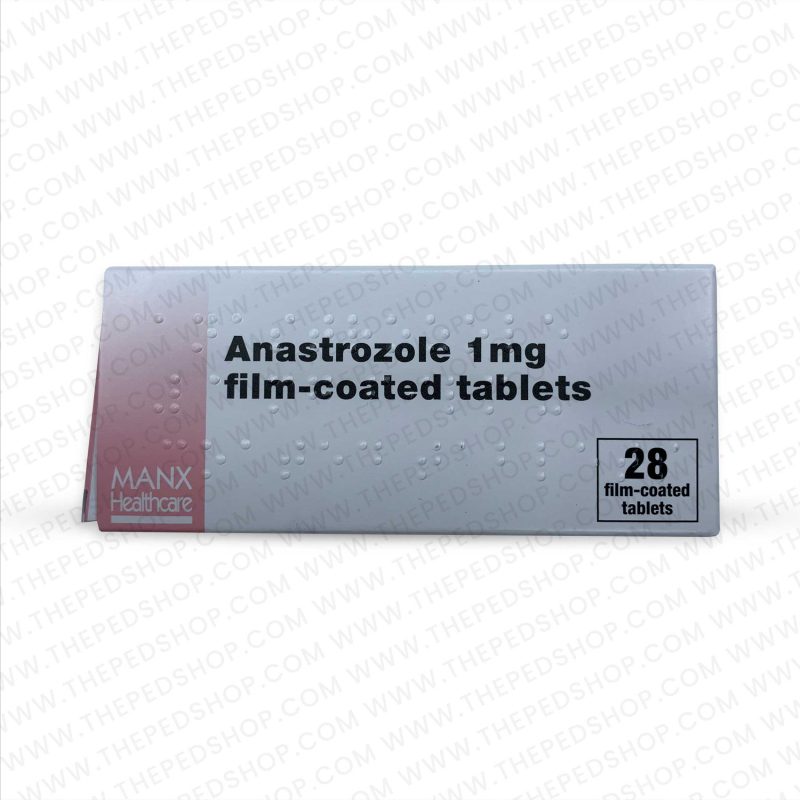 Anastrozole 1mg
film-coated tablets
MANX
Healthcare
28
film-coated
tablets
WWW.THEPEDSHOP.COM